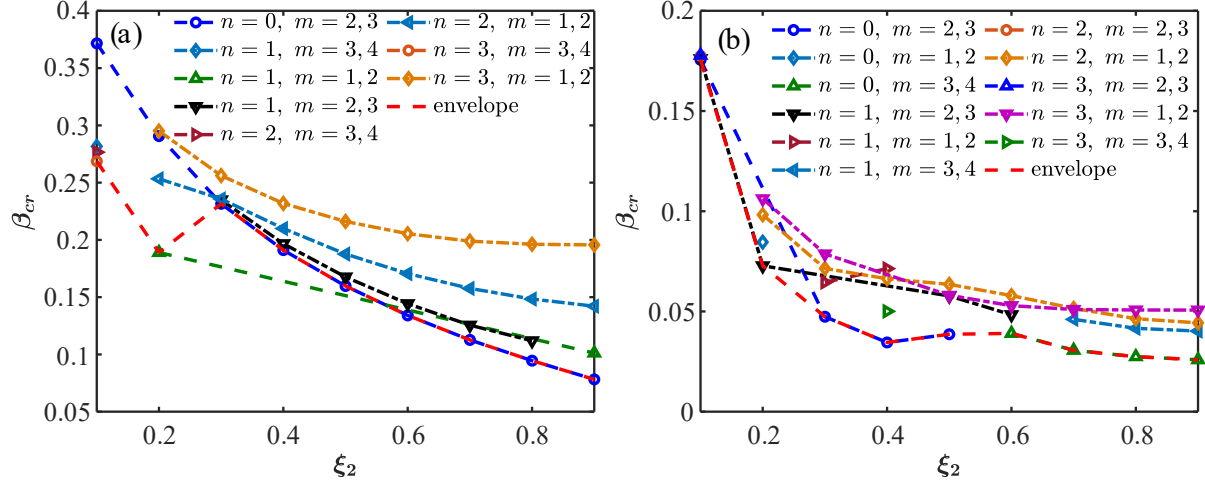 (a)
n = 0, m = 2, 3
n = 1, m = 3, 4
n = 1, m = 1, 2
n = 1, m = 2, 3
n = 2, m = 3, 4
n = 2, m = 1, 2
n = 3, m = 3, 4
n = 3, m = 1, 2
envelope
0.4
0.35
0.3
0.25
0.2
0.15
0.1
0.05
β_cr
0.2 0.4 0.6 0.8
ξ₂
(b)
n = 0, m = 2, 3
n = 0, m = 1, 2
n = 0, m = 3, 4
n = 1, m = 2, 3
n = 1, m = 1, 2
n = 1, m = 3, 4
n = 2, m = 2, 3
n = 2, m = 1, 2
n = 3, m = 2, 3
n = 3, m = 1, 2
n = 3, m = 3, 4
envelope
0.2
0.15
0.1
0.05
0
β_cr
0.2 0.4 0.6 0.8
ξ₂